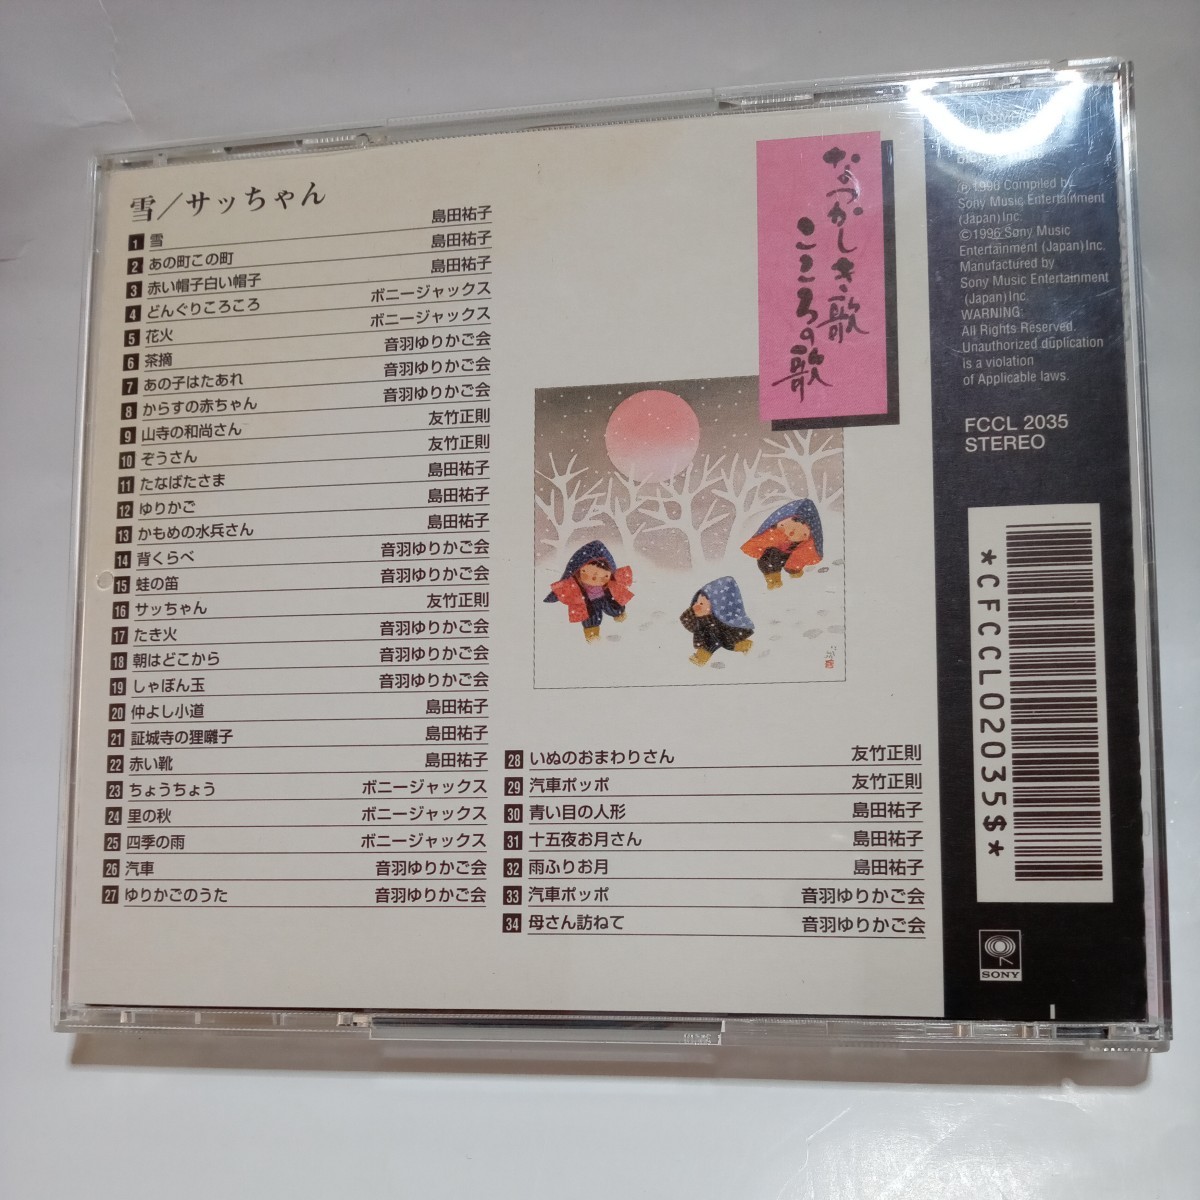 雪／サッちゃん
1 雪 島田祐子
2 あの町この町 島田祐子
3 赤い帽子白い帽子 島田祐子
4 どんぐりころころ ボニージャックス
5 花火 ボニージャックス
6 茶摘 音羽ゆりかご会
7 あの子はたあれ 音羽ゆりかご会
8 からすの赤ちゃん 音羽ゆりかご会
9 山寺の和尚さん 友竹正則
10 ぞうさん 友竹正則
11 たなばたさま 島田祐子
12 ゆりかご 島田祐子
13 かもめの水兵さん 島田祐子
14 背くらべ 音羽ゆりかご会
15 蛙の笛 音羽ゆりかご会
16 サッちゃん 友竹正則
17 たき火 音羽ゆりかご会
18 朝はどこから 音羽ゆりかご会
19 しゃぼん玉 音羽ゆりかご会
20 仲よし小道 島田祐子
21 証城寺の狸囃子 島田祐子
22 赤い靴 島田祐子
23 ちょうちょう ボニージャックス
24 里の秋 ボニージャックス
25 四季の雨 ボニージャックス
26 汽車 音羽ゆりかご会
27 ゆりかごのうた 音羽ゆりかご会
なつかしき歌
こころの歌
28 いぬのおまわりさん 友竹正則
29 汽車ポッポ 友竹正則
30 青い目の人形 島田祐子
31 十五夜お月さん 島田祐子
32 雨ふりお月 島田祐子
33 汽車ポッポ 音羽ゆりかご会
34 母さん訪ねて 音羽ゆりかご会
℗1996 Compiled by
Sony Music Entertainment
(Japan) Inc.
©1996 Sony Music
Entertainment (Japan) Inc.
Manufactured by
Sony Music Entertainment
(Japan) Inc.
WARNING:
All Rights Reserved.
Unauthorized duplication
is a violation
of Applicable laws.
FCCL 2035
STEREO
*CFCCL02035$*
SONY